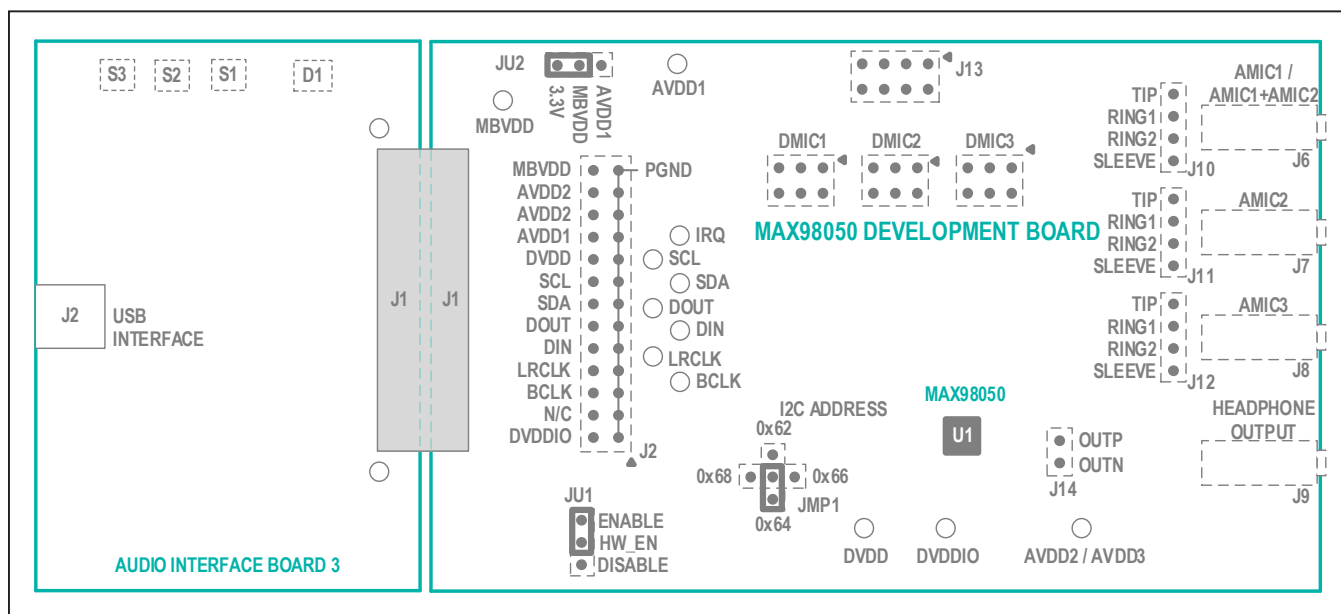 S3
S2
S1
D1
J1
J2
USB
INTERFACE
AUDIO INTERFACE BOARD 3
JU2
3.3V
MBVDD
AVDD1
MBVDD
AVDD1
J13
DMIC1
DMIC2
DMIC3
MAX98050 DEVELOPMENT BOARD
J1
MBVDD
AVDD2
AVDD2
AVDD1
DVDD
SCL
SDA
DOUT
DIN
LRCLK
BCLK
N/C
DVDDIO
PGND
J2
IRQ
SCL
SDA
DOUT
DIN
LRCLK
BCLK
AMIC1 /
AMIC1+AMIC2
TIP
RING1
RING2
SLEEVE
J10
J6
AMIC2
TIP
RING1
RING2
SLEEVE
J11
J7
AMIC3
TIP
RING1
RING2
SLEEVE
J12
J8
HEADPHONE
OUTPUT
J9
MAX98050
U1
OUTP
OUTN
J14
I2C ADDRESS
0x62
0x68
0x66
JMP1
0x64
JU1
ENABLE
HW_EN
DISABLE
DVDD
DVDDIO
AVDD2 / AVDD3